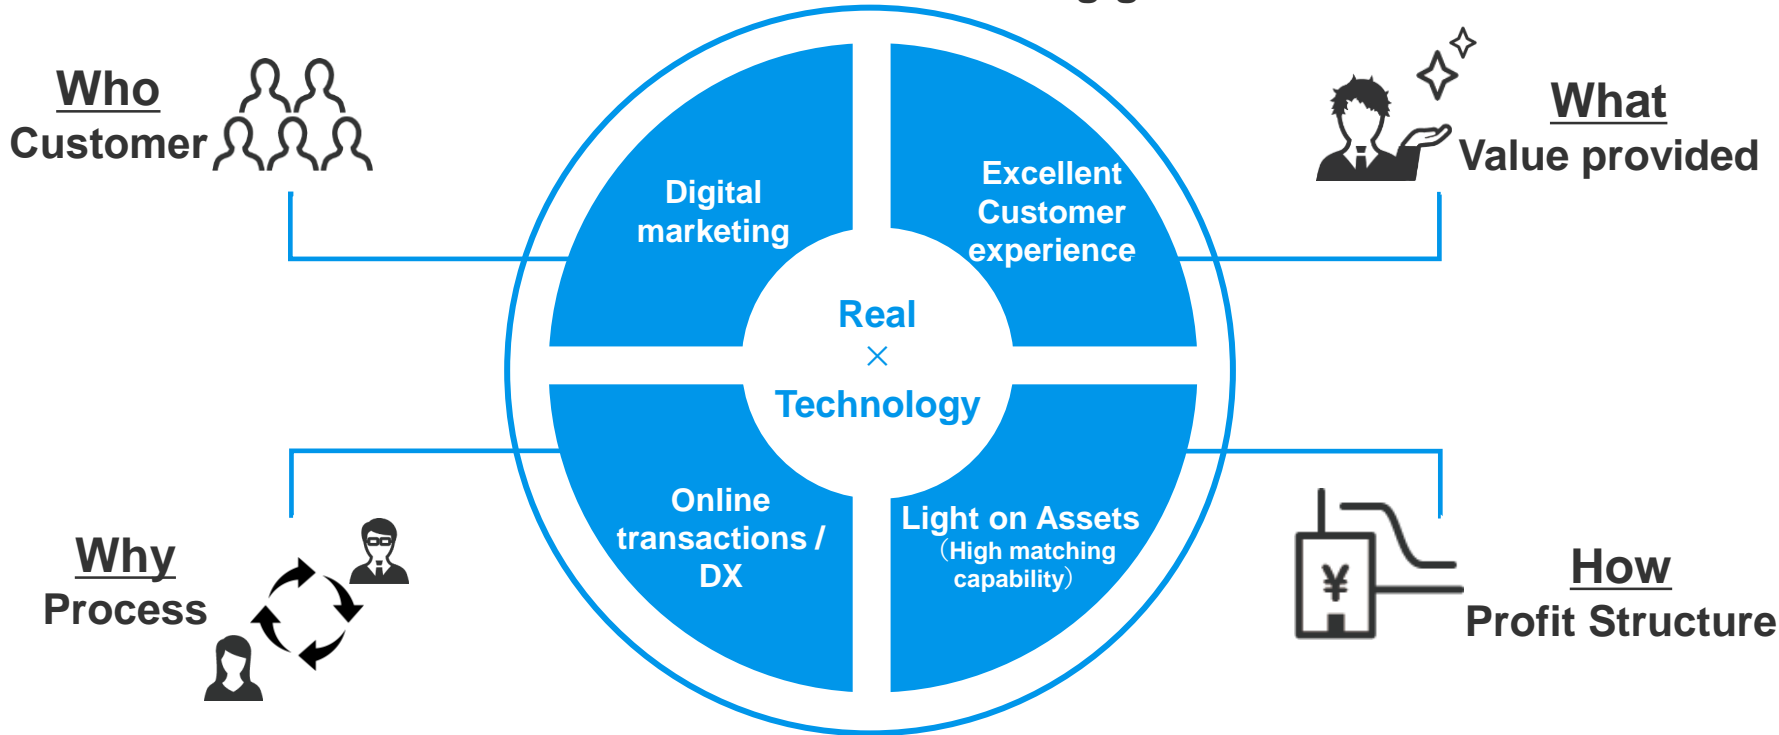 Who
Customer
What
Value provided
Digital
marketing
Excellent
Customer
experience
Real
×
Technology
Online
transactions /
DX
Light on Assets
（High matching
capability）
Why
Process
¥
How
Profit Structure